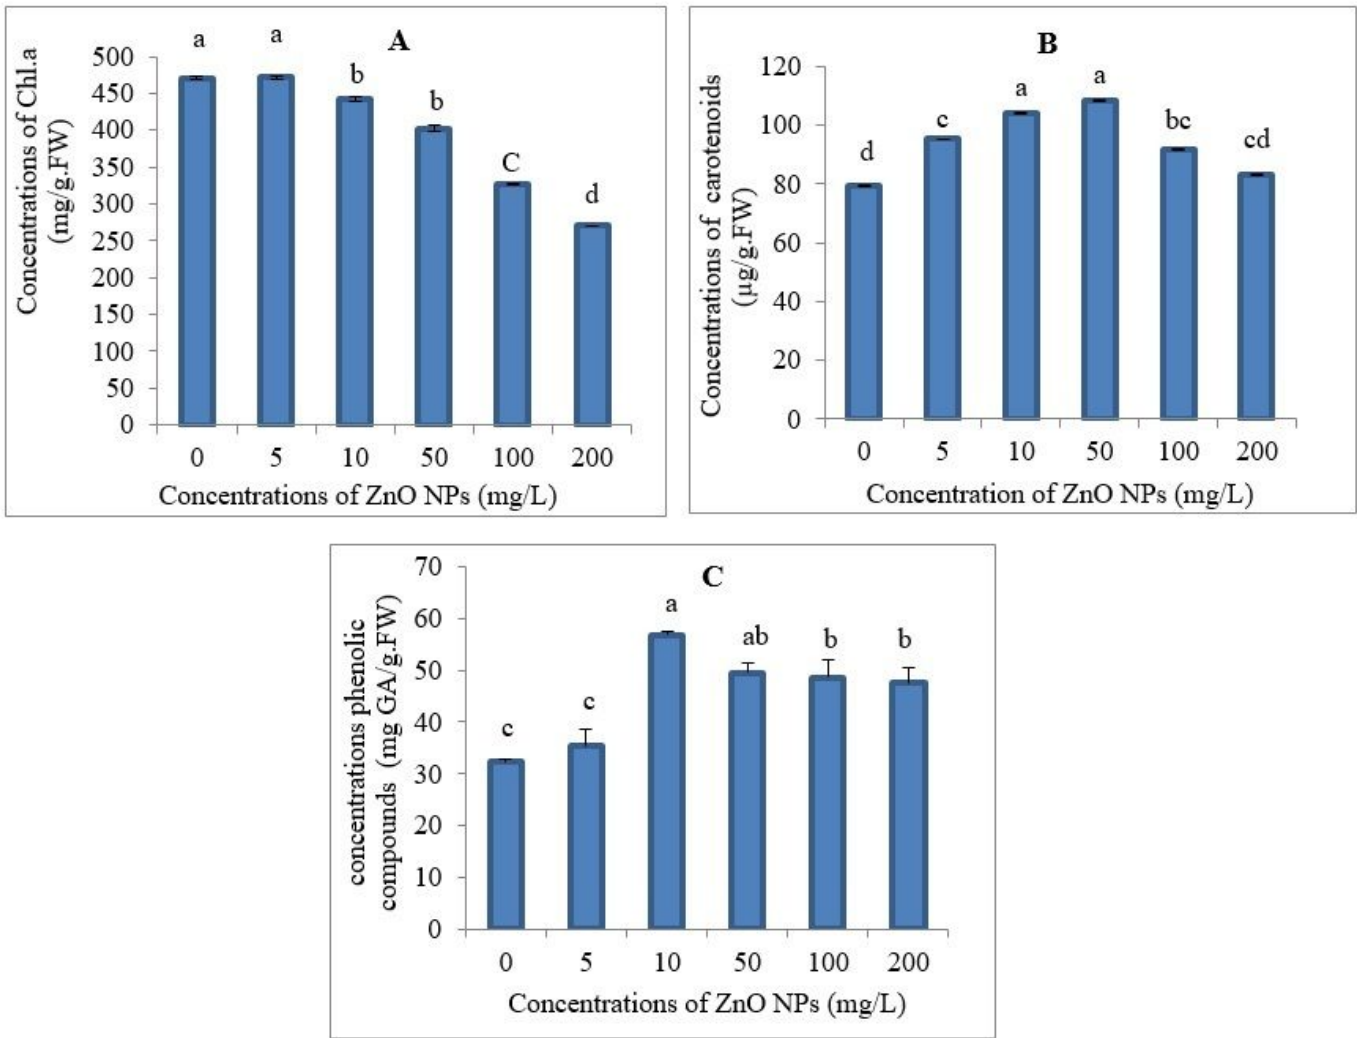 A
a a b b C d
Concentrations of Chl.a
(mg/g.FW)
500
450
400
350
300
250
200
150
100
50
0
0 5 10 50 100 200
Concentrations of ZnO NPs (mg/L)
B
d c a a bc cd
Concentrations of carotenoids
(µg/g.FW)
120
100
80
60
40
20
0
0 5 10 50 100 200
Concentration of ZnO NPs (mg/L)
C
c c a ab b b
concentrations phenolic
compounds (mg GA/g.FW)
70
60
50
40
30
20
10
0
0 5 10 50 100 200
Concentrations of ZnO NPs (mg/L)